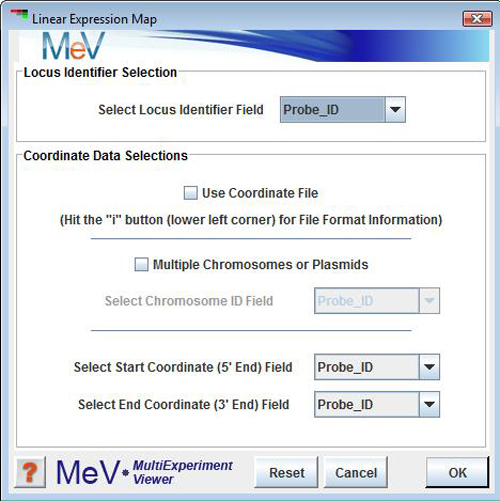 Linear Expression Map
MeV
Locus Identifier Selection
Select Locus Identifier Field Probe_ID
Coordinate Data Selections
Use Coordinate File
(Hit the "i" button (lower left corner) for File Format Information)
Multiple Chromosomes or Plasmids
Select Chromosome ID Field Probe_ID
Select Start Coordinate (5' End) Field Probe_ID
Select End Coordinate (3' End) Field Probe_ID
? MeV MultiExperiment Viewer Reset Cancel OK